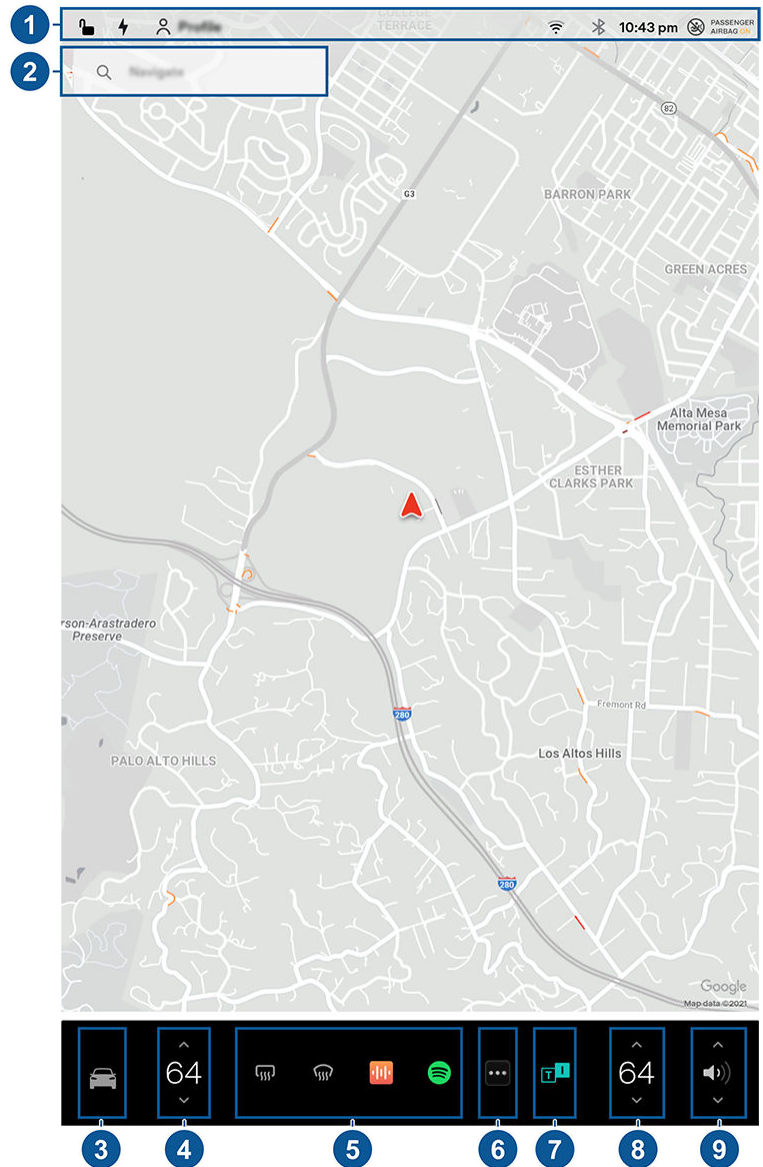 1
COLLEGE
TERRACE
Profile
10:43 pm
PASSENGER
AIRBAG ON
2
Navigate
82
G3
BARRON PARK
GREEN ACRES
Alta Mesa
Memorial Park
ESTHER
CLARKS PARK
rson-Arastradero
Preserve
280
Fremont Rd
PALO ALTO HILLS
Los Altos Hills
280
Google
Map data ©2021
64
T I
64
3 4 5 6 7 8 9